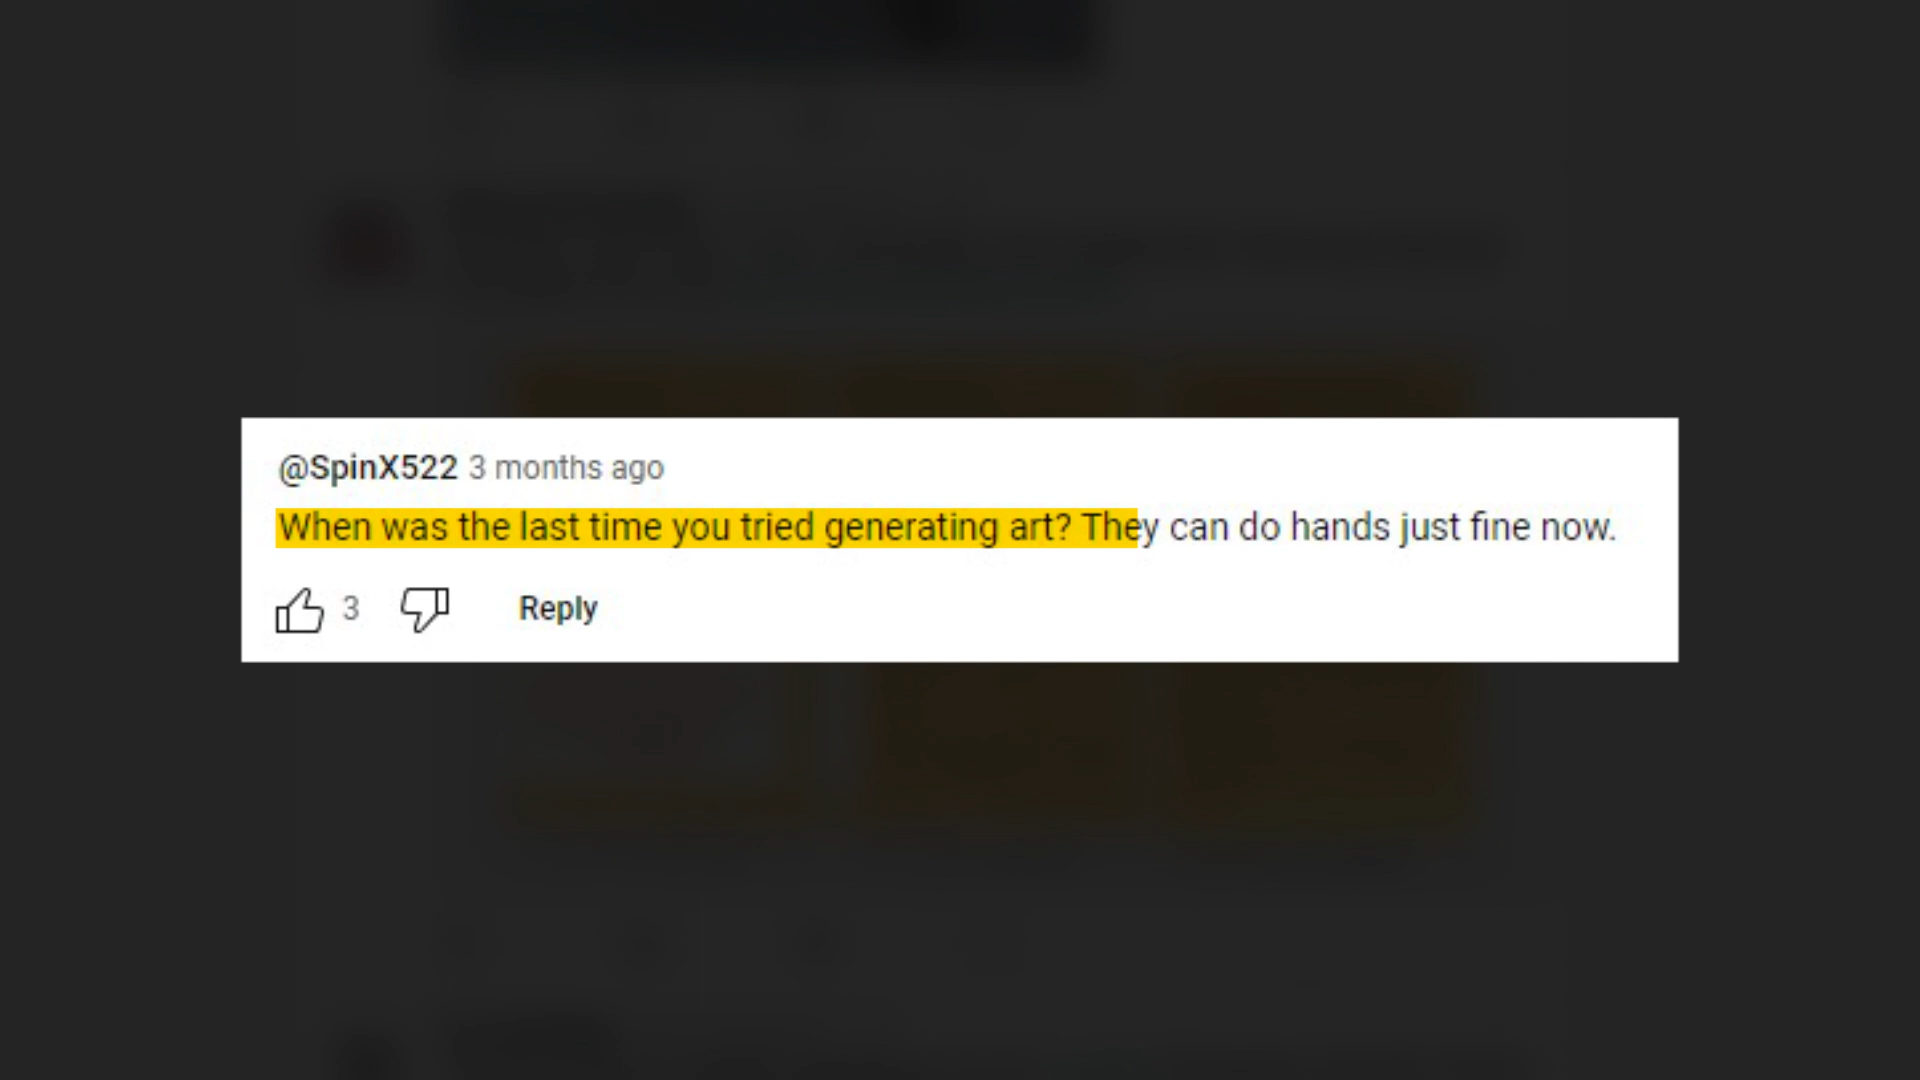 @SpinX522 3 months ago
When was the last time you tried generating art? They can do hands just fine now.
3 Reply